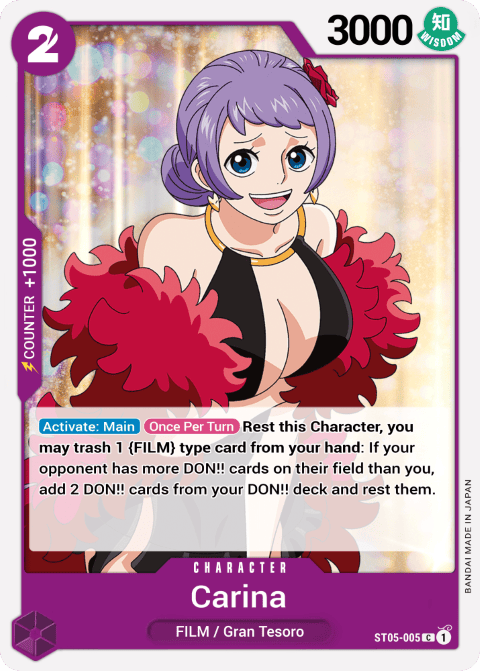 2
3000
知
WISDOM
COUNTER +1000
Activate: Main Once Per Turn Rest this Character, you
may trash 1 {FILM} type card from your hand: If your
opponent has more DON!! cards on their field than you,
add 2 DON!! cards from your DON!! deck and rest them.
BANDAI MADE IN JAPAN
CHARACTER
Carina
FILM / Gran Tesoro
ST05-005 C 1